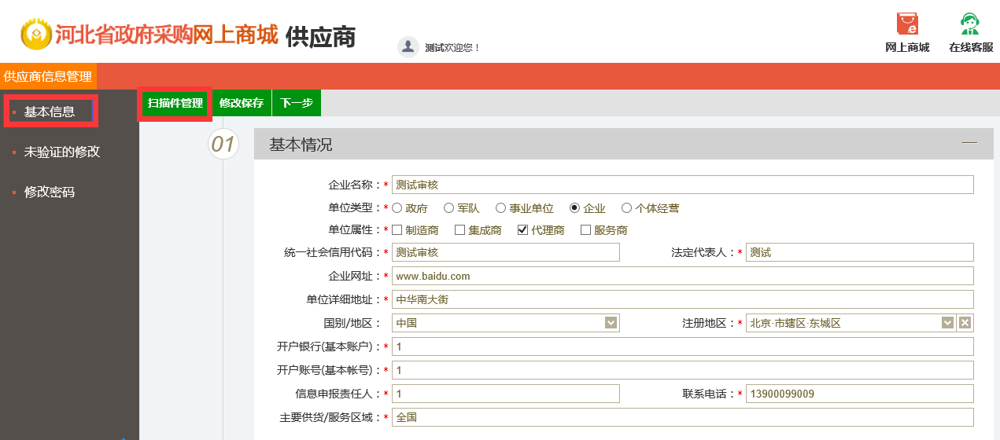 河北省政府采购网上商城 供应商
测试欢迎您！
网上商城 在线客服
供应商信息管理
基本信息
未验证的修改
修改密码
扫描件管理 修改保存 下一步
01 基本情况
企业名称：* 测试审核
单位类型：* 政府 军队 事业单位 企业 个体经营
单位属性：* 制造商 集成商 代理商 服务商
统一社会信用代码：* 测试审核 法定代表人：* 测试
企业网址：* www.baidu.com
单位详细地址：* 中华南大街
国别/地区： 中国 注册地区：* 北京·市辖区·东城区
开户银行(基本账户)：* 1
开户账号(基本帐号)：* 1
信息申报责任人：* 1 联系电话：* 13900099009
主要供货/服务区域：* 全国